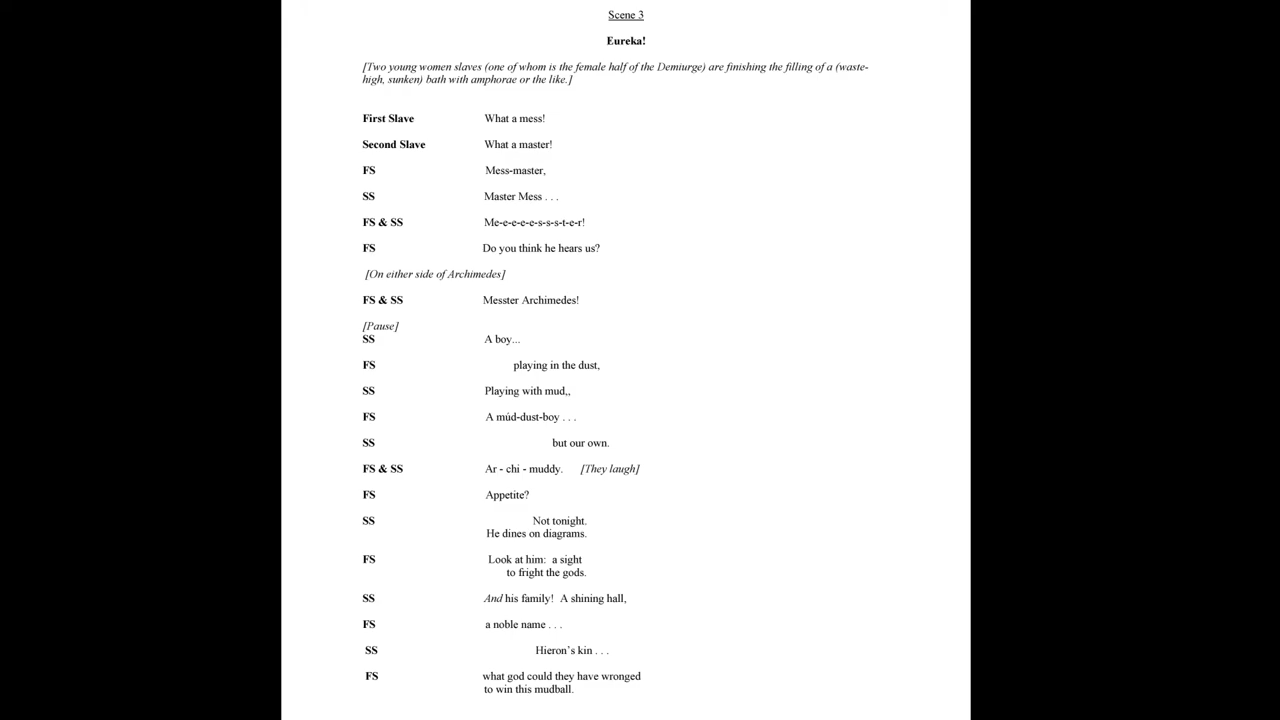 Scene 3
Eureka!
[Two young women slaves (one of whom is the female half of the Demiurge) are finishing the filling of a (waste-
high, sunken) bath with amphorae or the like.]
First Slave What a mess!
Second Slave What a master!
FS Mess-master,
SS Master Mess . . .
FS & SS Me-e-e-e-e-s-s-s-t-e-r!
FS Do you think he hears us?
[On either side of Archimedes]
FS & SS Messter Archimedes!
[Pause]
SS A boy...
FS playing in the dust,
SS Playing with mud,,
FS A múd-dust-boy . . .
SS but our own.
FS & SS Ar - chi - muddy. [They laugh]
FS Appetite?
SS Not tonight.
He dines on diagrams.
FS Look at him: a sight
to fright the gods.
SS And his family! A shining hall,
FS a noble name . . .
SS Hieron's kin . . .
FS what god could they have wronged
to win this mudball.